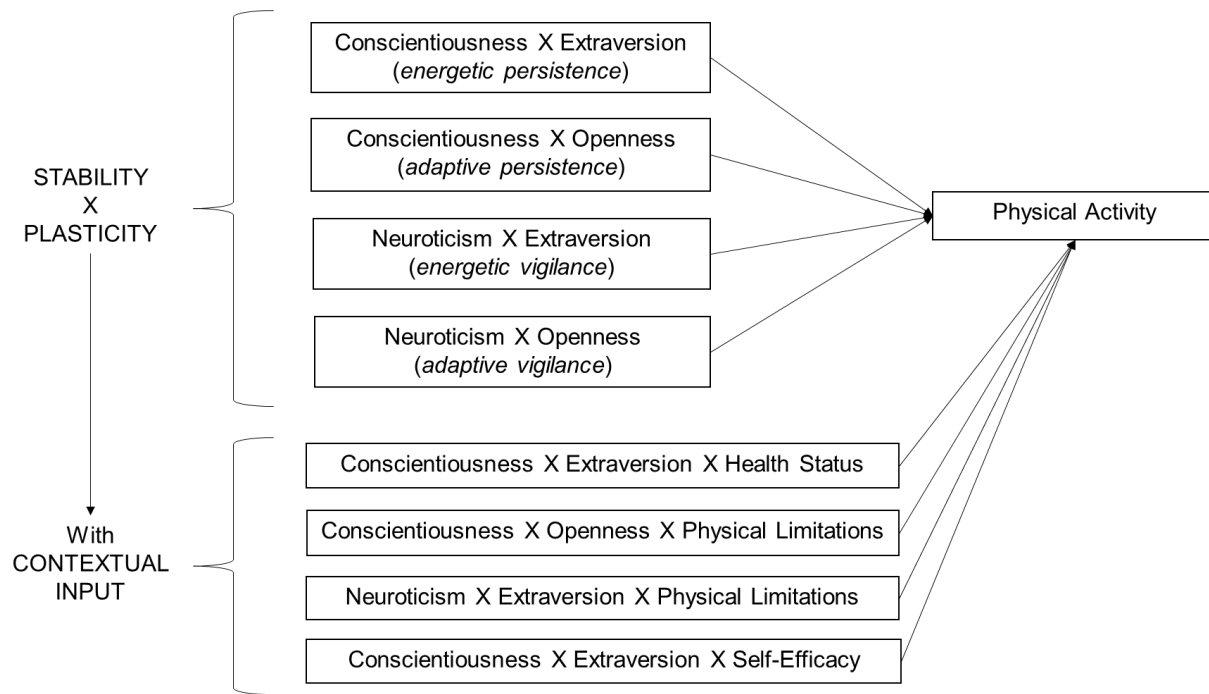 Conscientiousness X Extraversion
(energetic persistence)
Conscientiousness X Openness
(adaptive persistence)
STABILITY
X
PLASTICITY
Physical Activity
Neuroticism X Extraversion
(energetic vigilance)
Neuroticism X Openness
(adaptive vigilance)
Conscientiousness X Extraversion X Health Status
Conscientiousness X Openness X Physical Limitations
With
CONTEXTUAL
INPUT
Neuroticism X Extraversion X Physical Limitations
Conscientiousness X Extraversion X Self-Efficacy